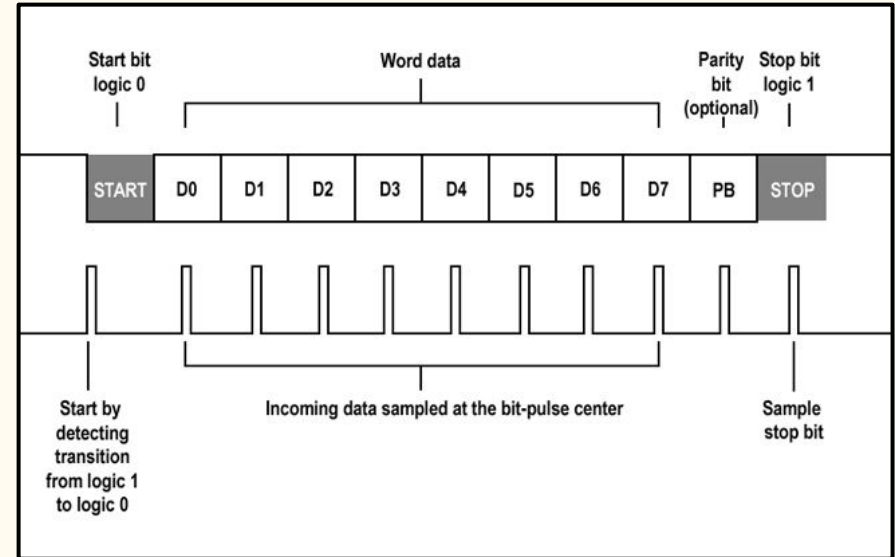 Start bit
logic 0
Word data
Parity
bit
(optional)
Stop bit
logic 1
START D0 D1 D2 D3 D4 D5 D6 D7 PB STOP
Start by
detecting
transition
from logic 1
to logic 0
Incoming data sampled at the bit-pulse center
Sample
stop bit